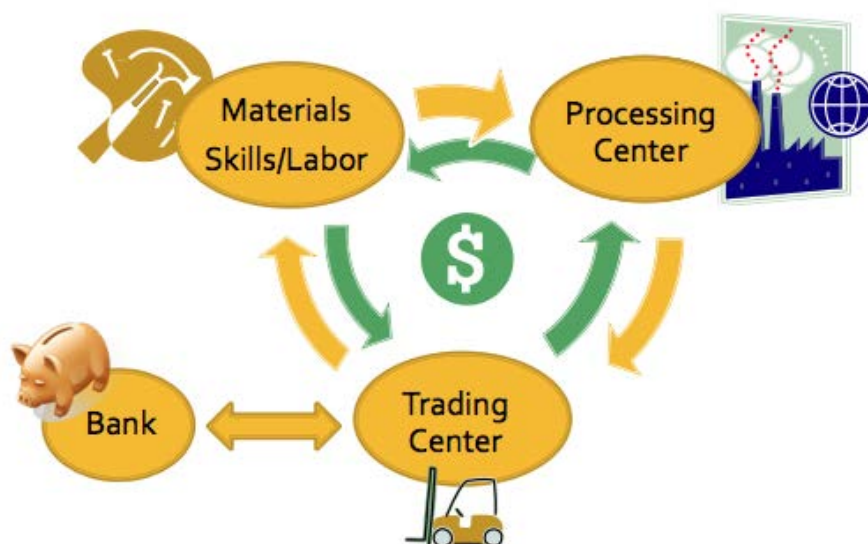 Materials
Skills/Labor
Processing
Center
$
Trading
Center
Bank